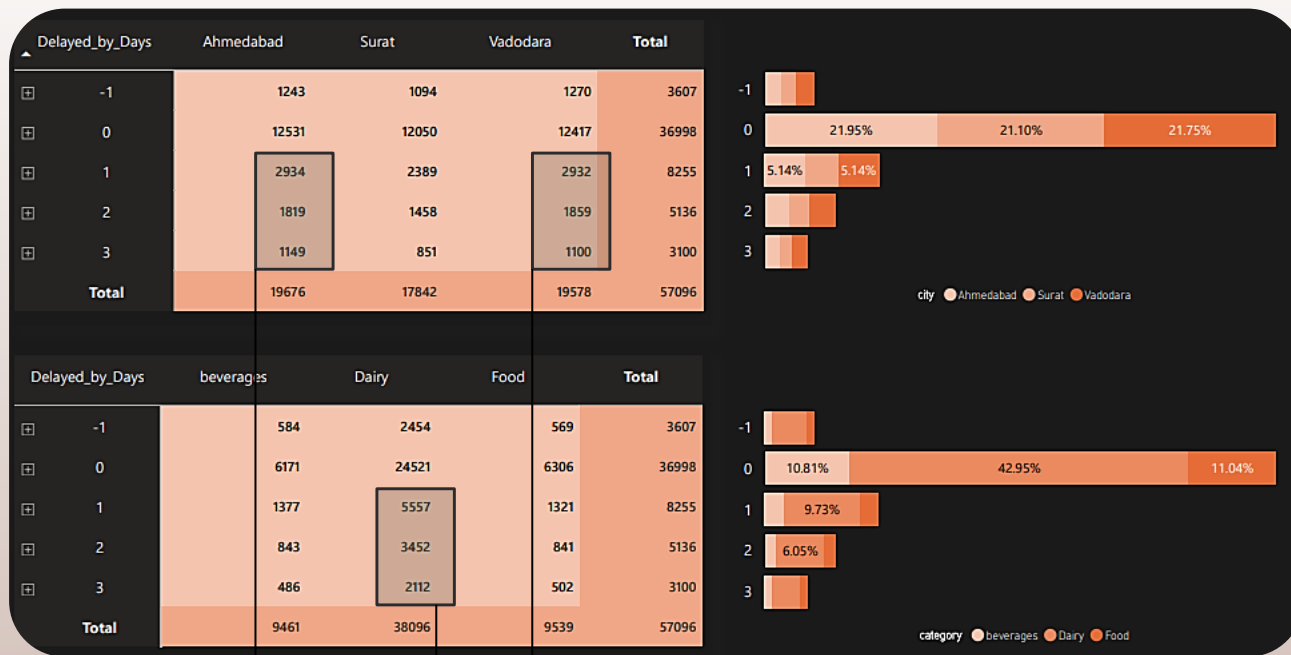 Delayed_by_Days Ahmedabad Surat Vadodara Total
-1 1243 1094 1270 3607
0 12531 12050 12417 36998
1 2934 2389 2932 8255
2 1819 1458 1859 5136
3 1149 851 1100 3100
Total 19676 17842 19578 57096
-1
0 21.95% 21.10% 21.75%
1 5.14% 5.14%
2
3
city Ahmedabad Surat Vadodara
Delayed_by_Days beverages Dairy Food Total
-1 584 2454 569 3607
0 6171 24521 6306 36998
1 1377 5557 1321 8255
2 843 3452 841 5136
3 486 2112 502 3100
Total 9461 38096 9539 57096
-1
0 10.81% 42.95% 11.04%
1 9.73%
2 6.05%
3
category beverages Dairy Food